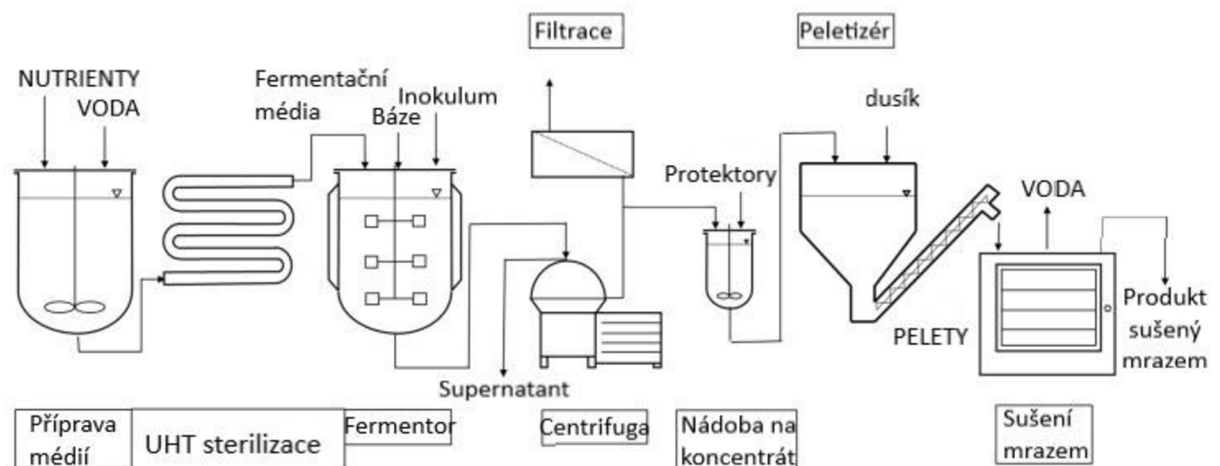 Filtrace
Peletizér
NUTRIENTY
VODA
Fermentační
média
Báze
Inokulum
dusík
Protektory
VODA
Produkt
sušený
mrazem
PELETY
Supernatant
Příprava
médií
UHT sterilizace
Fermentor
Centrifuga
Nádoba na
koncentrát
Sušení
mrazem